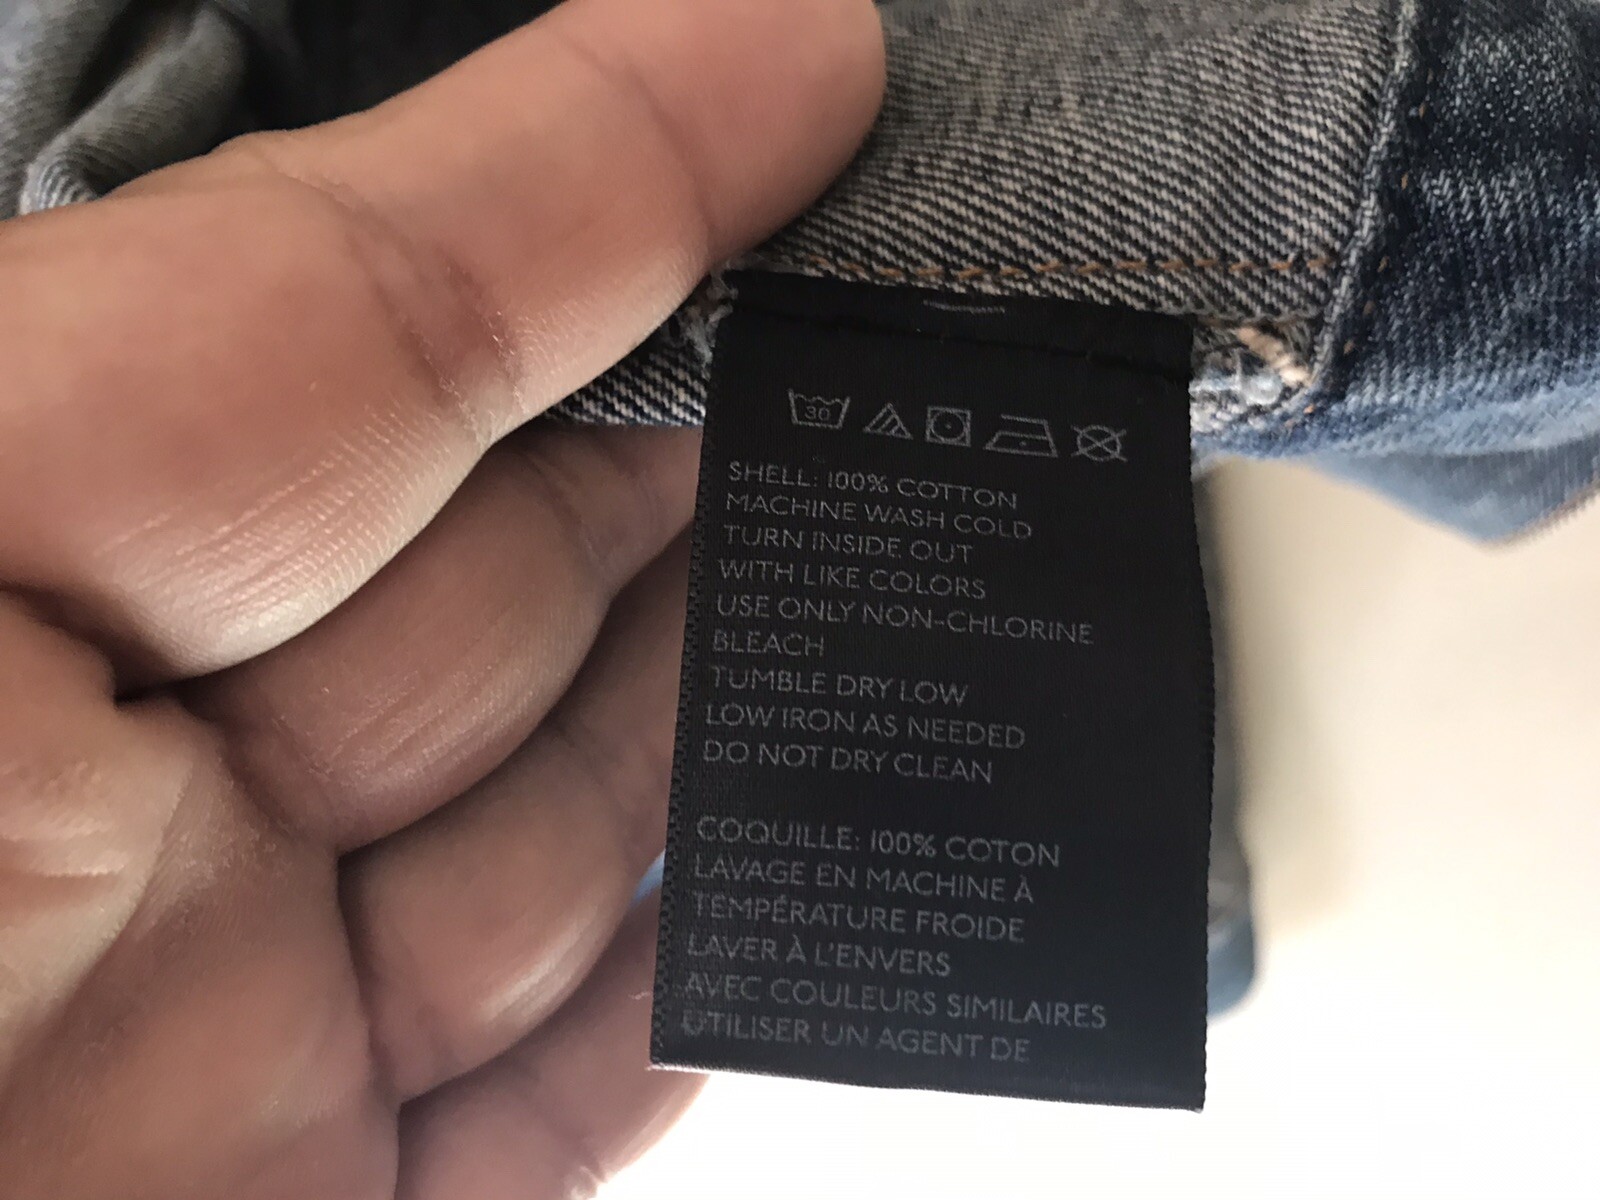 30
SHELL: 100% COTTON
MACHINE WASH COLD
TURN INSIDE OUT
WITH LIKE COLORS
USE ONLY NON-CHLORINE
BLEACH
TUMBLE DRY LOW
LOW IRON AS NEEDED
DO NOT DRY CLEAN
COQUILLE: 100% COTON
LAVAGE EN MACHINE À
TEMPÉRATURE FROIDE
LAVER À L'ENVERS
AVEC COULEURS SIMILAIRES
UTILISER UN AGENT DE